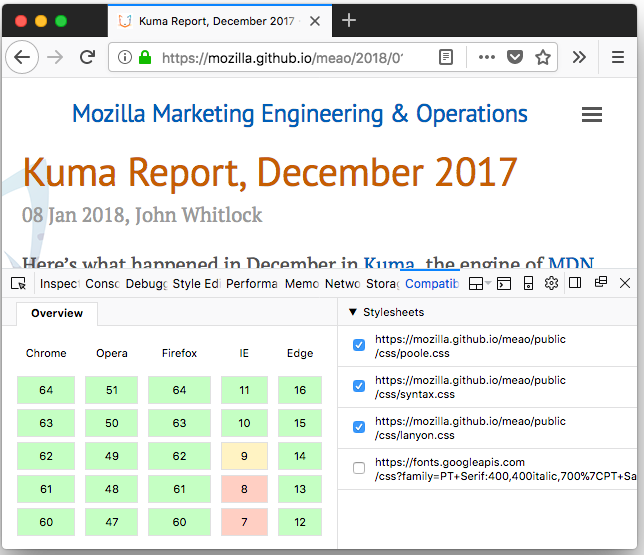 Kuma Report, December 2017
https://mozilla.github.io/meao/2018/01
Mozilla Marketing Engineering & Operations
Kuma Report, December 2017
08 Jan 2018, John Whitlock
Here's what happened in December in Kuma, the engine of MDN
Inspec Conso Debugg Style Edi Performa Memo Netwo Storag Compatib
Overview
Chrome Opera Firefox IE Edge
64 51 64 11 16
63 50 63 10 15
62 49 62 9 14
61 48 61 8 13
60 47 60 7 12
▼ Stylesheets
https://mozilla.github.io/meao/public
/css/poole.css
https://mozilla.github.io/meao/public
/css/syntax.css
https://mozilla.github.io/meao/public
/css/lanyon.css
https://fonts.googleapis.com
/css?family=PT+Serif:400,400italic,700%7CPT+Sa